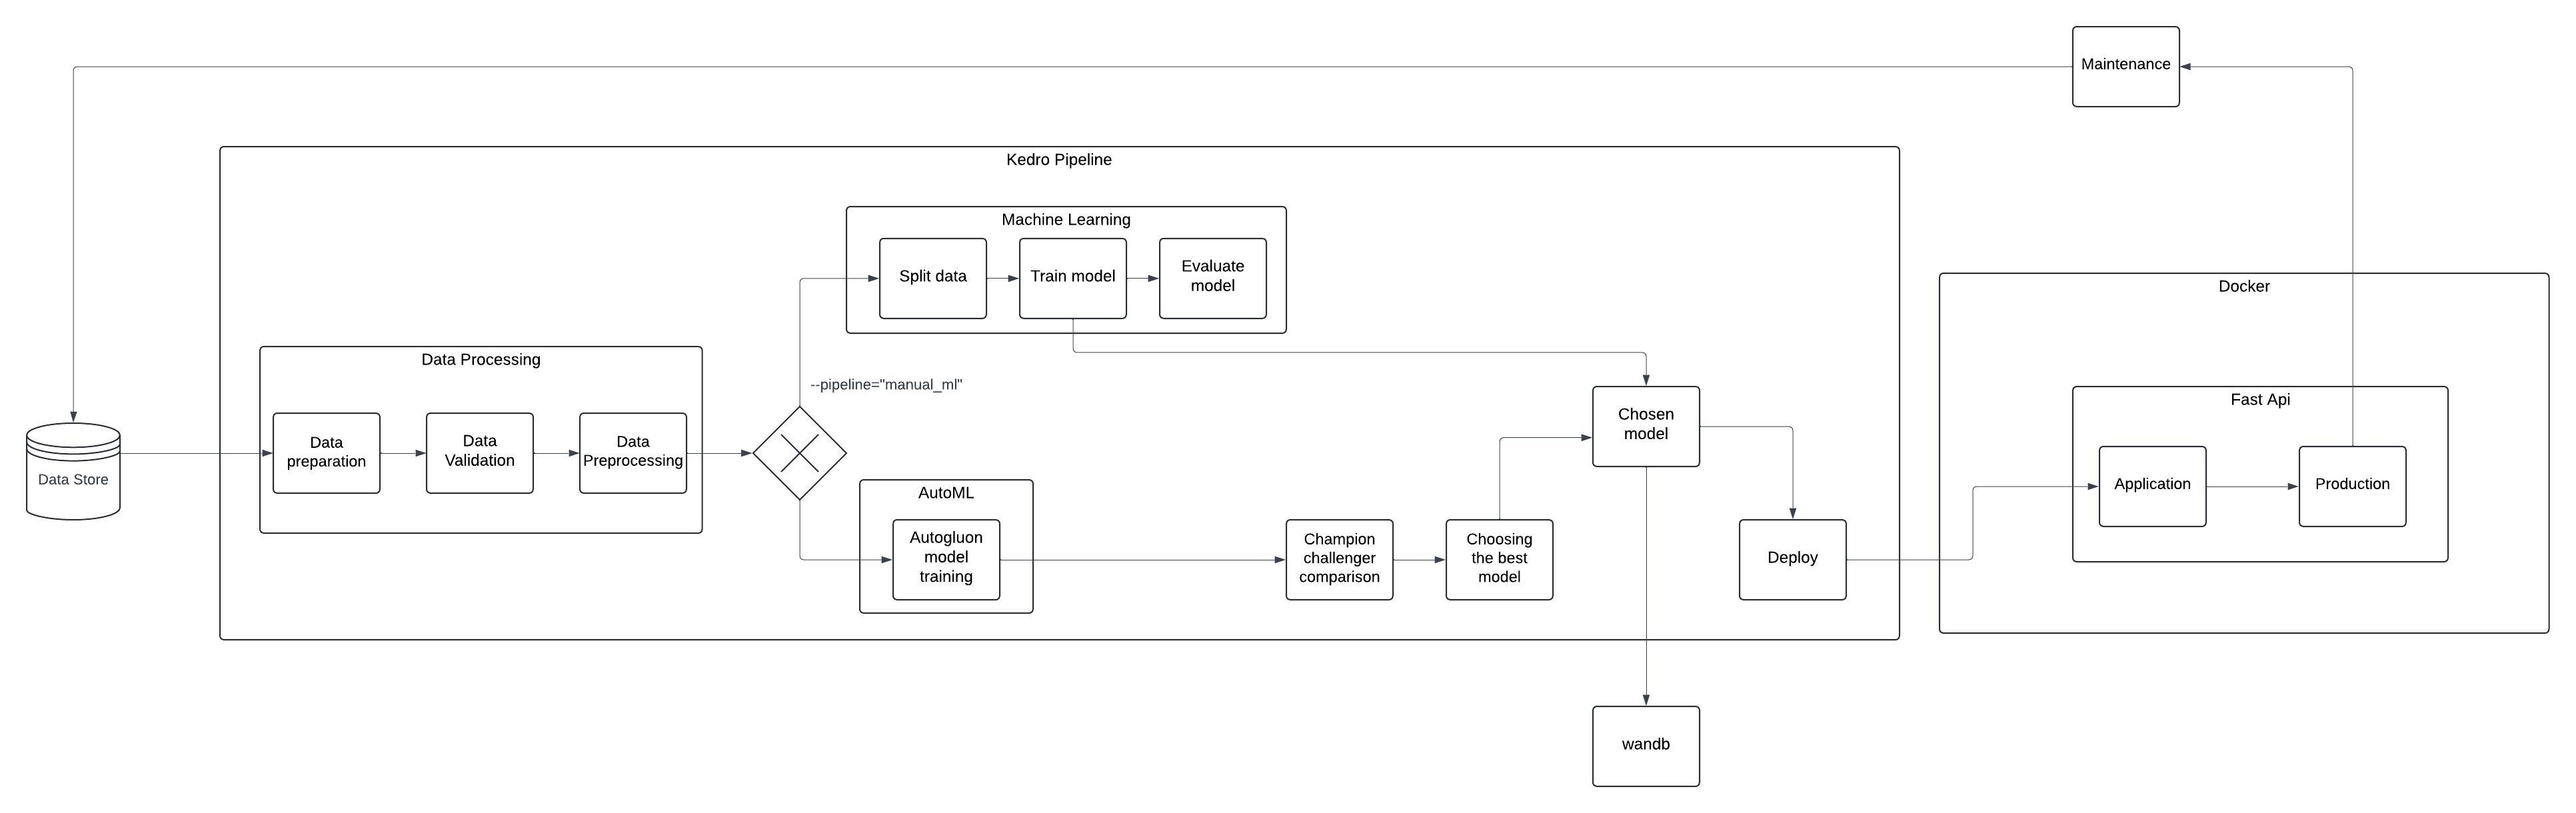 Maintenance
Kedro Pipeline
Machine Learning
Split data
Train model
Evaluate
model
Docker
Data Processing
--pipeline="manual_ml"
Fast Api
Chosen
model
Data
preparation
Data
Validation
Data
Preprocessing
Data Store
AutoML
Application
Production
Autogluon
model
training
Champion
challenger
comparison
Choosing
the best
model
Deploy
wandb